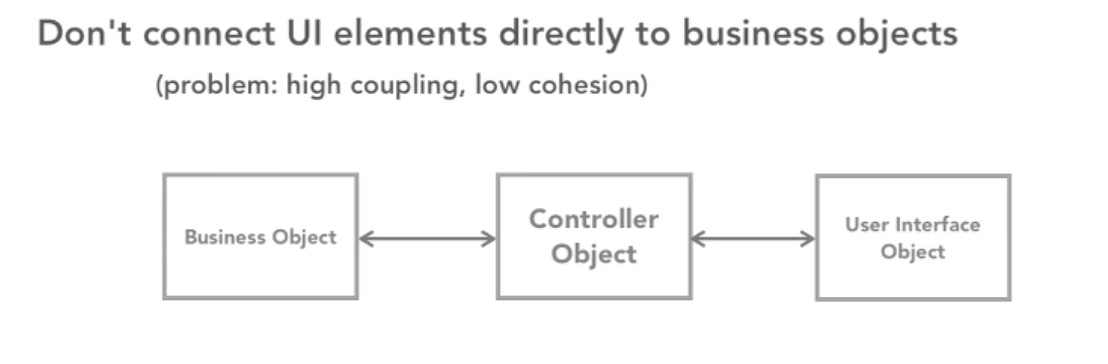 Don't connect UI elements directly to business objects
(problem: high coupling, low cohesion)
Business Object
Controller
Object
User Interface
Object